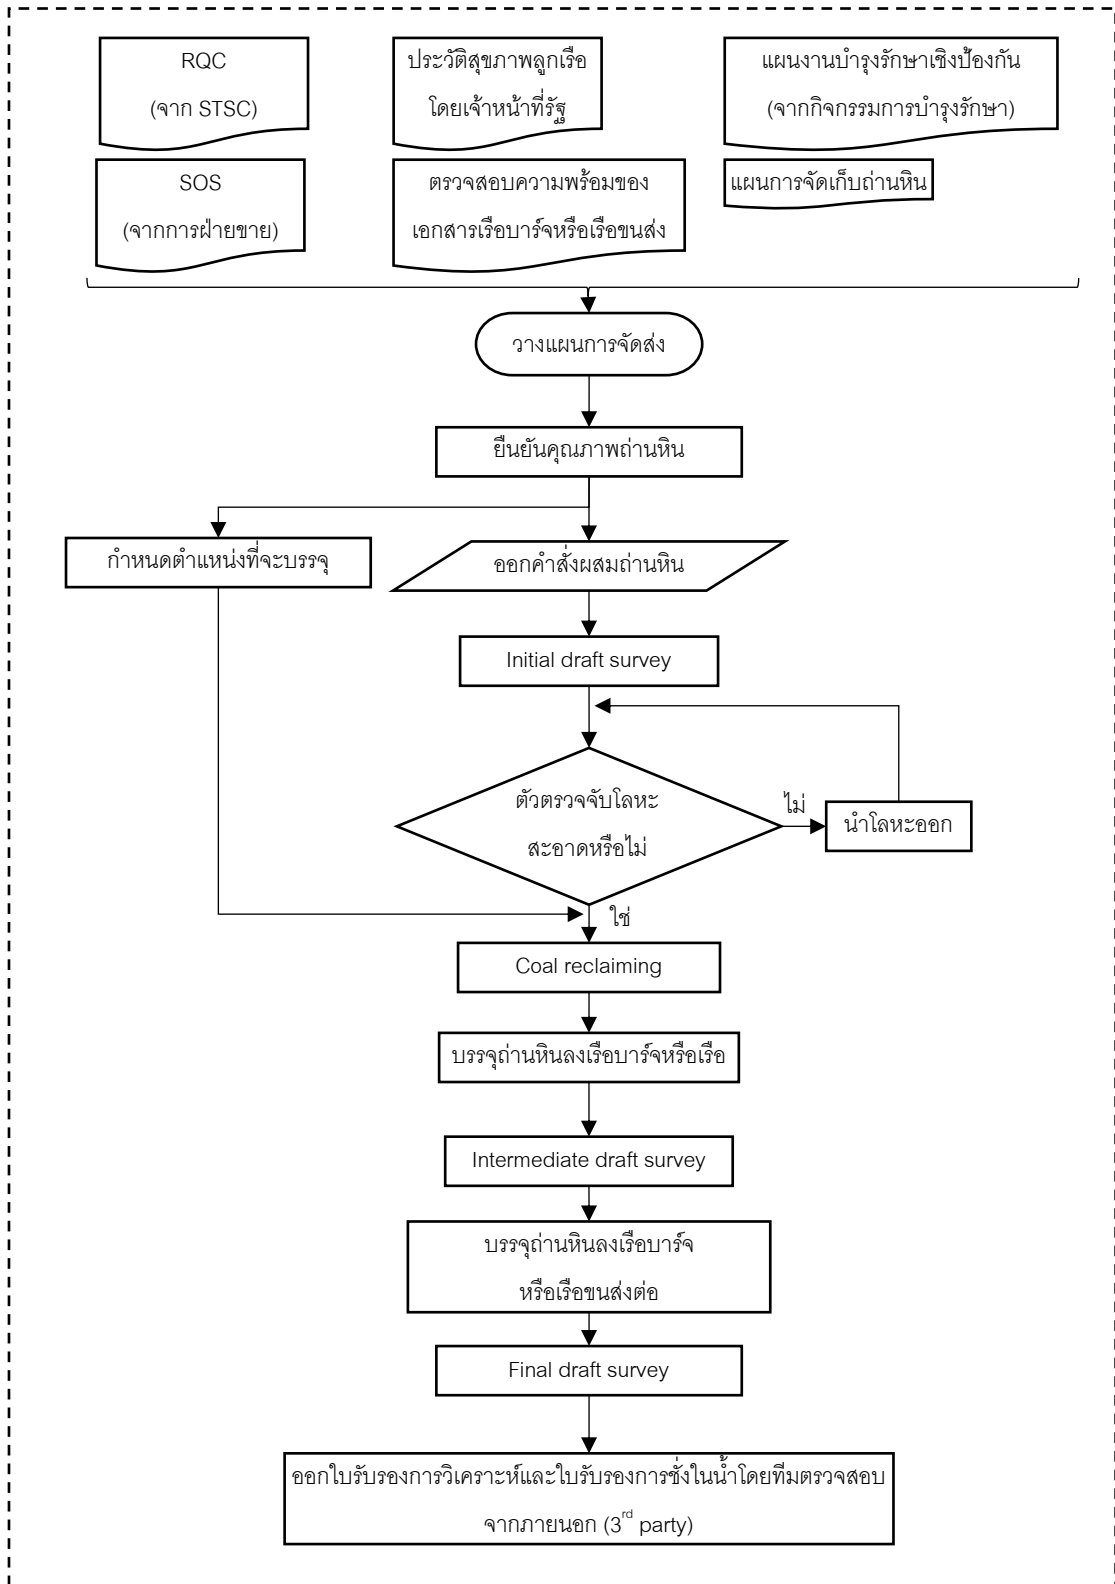 RQC
(จาก STSC)
ประวัติสุขภาพลูกเรือ
โดยเจ้าหน้าที่รัฐ
แผนงานบำรุงรักษาเชิงป้องกัน
(จากกิจกรรมการบำรุงรักษา)
SOS
(จากการฝ่ายขาย)
ตรวจสอบความพร้อมของ
เอกสารเรือบาร์จหรือเรือขนส่ง
แผนการจัดเก็บถ่านหิน
วางแผนการจัดส่ง
ยืนยันคุณภาพถ่านหิน
กำหนดตำแหน่งที่จะบรรจุ
ออกคำสั่งผสมถ่านหิน
Initial draft survey
ตัวตรวจจับโลหะ
สะอาดหรือไม่
ไม่
นำโลหะออก
ใช่
Coal reclaiming
บรรจุถ่านหินลงเรือบาร์จหรือเรือ
Intermediate draft survey
บรรจุถ่านหินลงเรือบาร์จ
หรือเรือขนส่งต่อ
Final draft survey
ออกใบรับรองการวิเคราะห์และใบรับรองการชั่งในน้ำโดยทีมตรวจสอบ
จากภายนอก (3rd party)